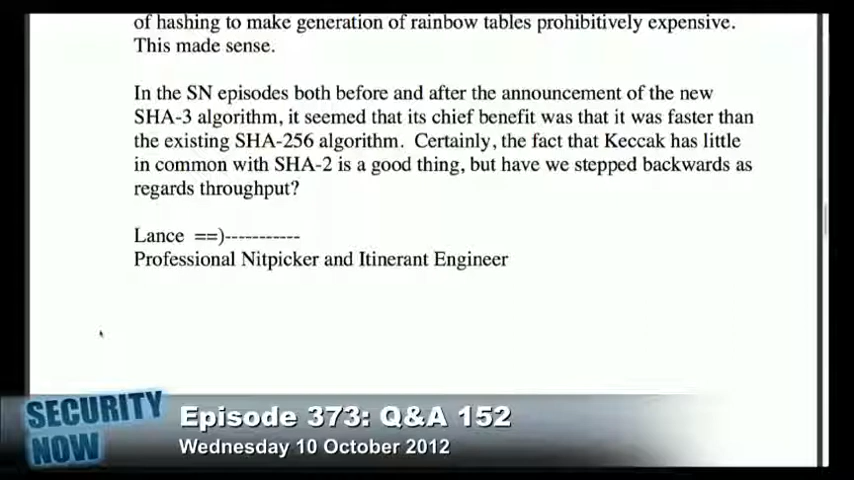 of hashing to make generation of rainbow tables prohibitively expensive.
This made sense.
In the SN episodes both before and after the announcement of the new
SHA-3 algorithm, it seemed that its chief benefit was that it was faster than
the existing SHA-256 algorithm.  Certainly, the fact that Keccak has little
in common with SHA-2 is a good thing, but have we stepped backwards as
regards throughput?
Lance  ==)-----------
Professional Nitpicker and Itinerant Engineer
SECURITY
NOW
Episode 373: Q&A 152
Wednesday 10 October 2012